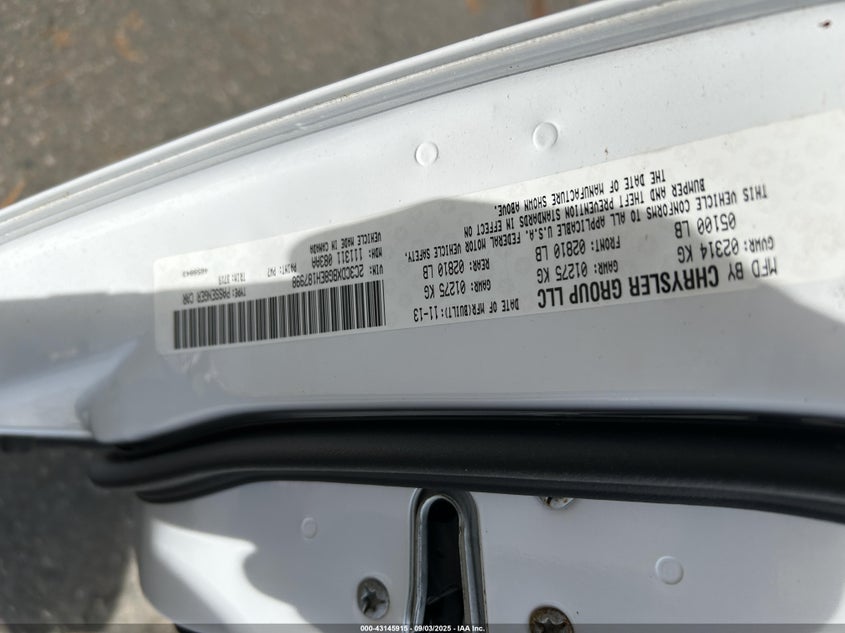 MFD BY CHRYSLER GROUP LLC
DATE OF MFR(BUILT): 11-13
GVWR: 02314 KG
05100 LB
GAWR: 01275 KG
FRONT: 02810 LB
GAWR: 01275 KG
REAR: 02810 LB
THIS VEHICLE CONFORMS TO ALL APPLICABLE U.S.A. FEDERAL MOTOR VEHICLE SAFETY,
BUMPER AND THEFT PREVENTION STANDARDS IN EFFECT ON
THE DATE OF MANUFACTURE SHOWN ABOVE.
TYPE: PASSENGER CAR
VIN: 2C3CDXBG8EH187998
MDH: 111311 083AA
VEHICLE MADE IN CANADA
PAINT: PW7
TRIM:
000-43145915 - 09/03/2025 - IAA Inc.